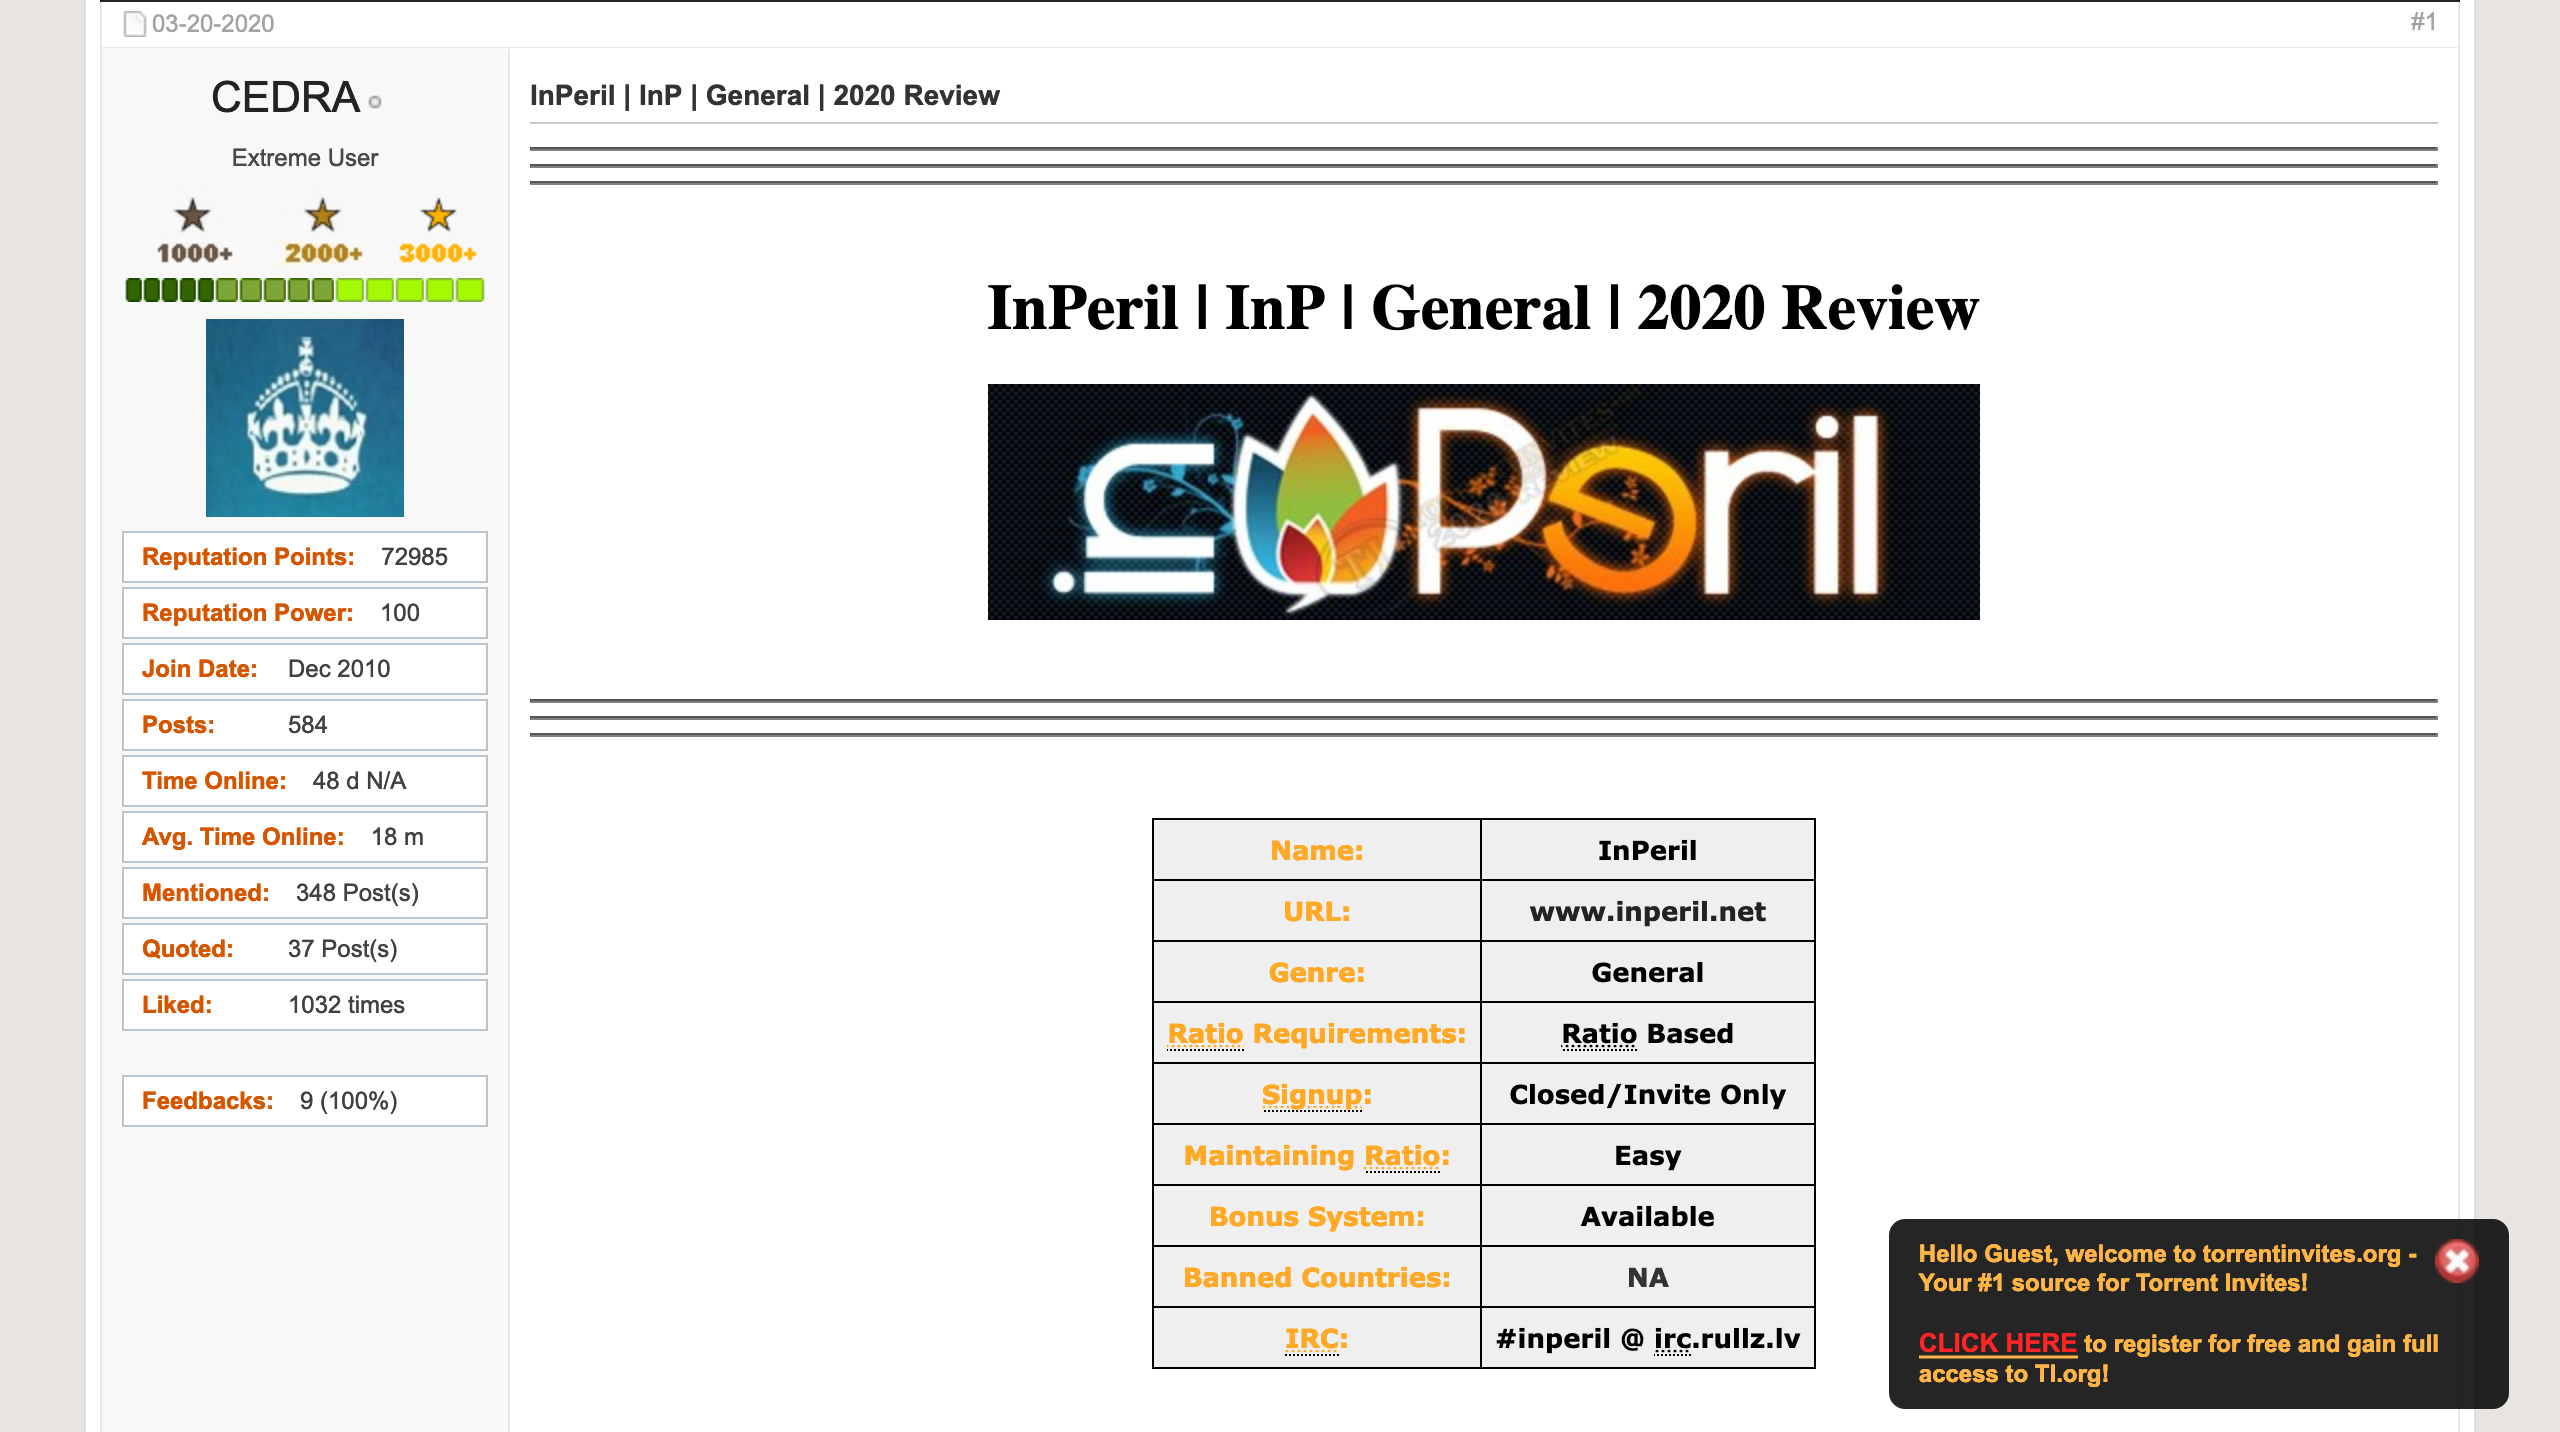 03-20-2020
#1
CEDRA
Extreme User
1000+ 2000+ 3000+
Reputation Points: 72985
Reputation Power: 100
Join Date: Dec 2010
Posts: 584
Time Online: 48 d N/A
Avg. Time Online: 18 m
Mentioned: 348 Post(s)
Quoted: 37 Post(s)
Liked: 1032 times
Feedbacks: 9 (100%)
InPeril | InP | General | 2020 Review
InPeril | InP | General | 2020 Review
inPeril
Name: InPeril
URL: www.inperil.net
Genre: General
Ratio Requirements: Ratio Based
Signup: Closed/Invite Only
Maintaining Ratio: Easy
Bonus System: Available
Banned Countries: NA
IRC: #inperil @ irc.rullz.lv
Hello Guest, welcome to torrentinvites.org -
Your #1 source for Torrent Invites!
CLICK HERE to register for free and gain full
access to TI.org!